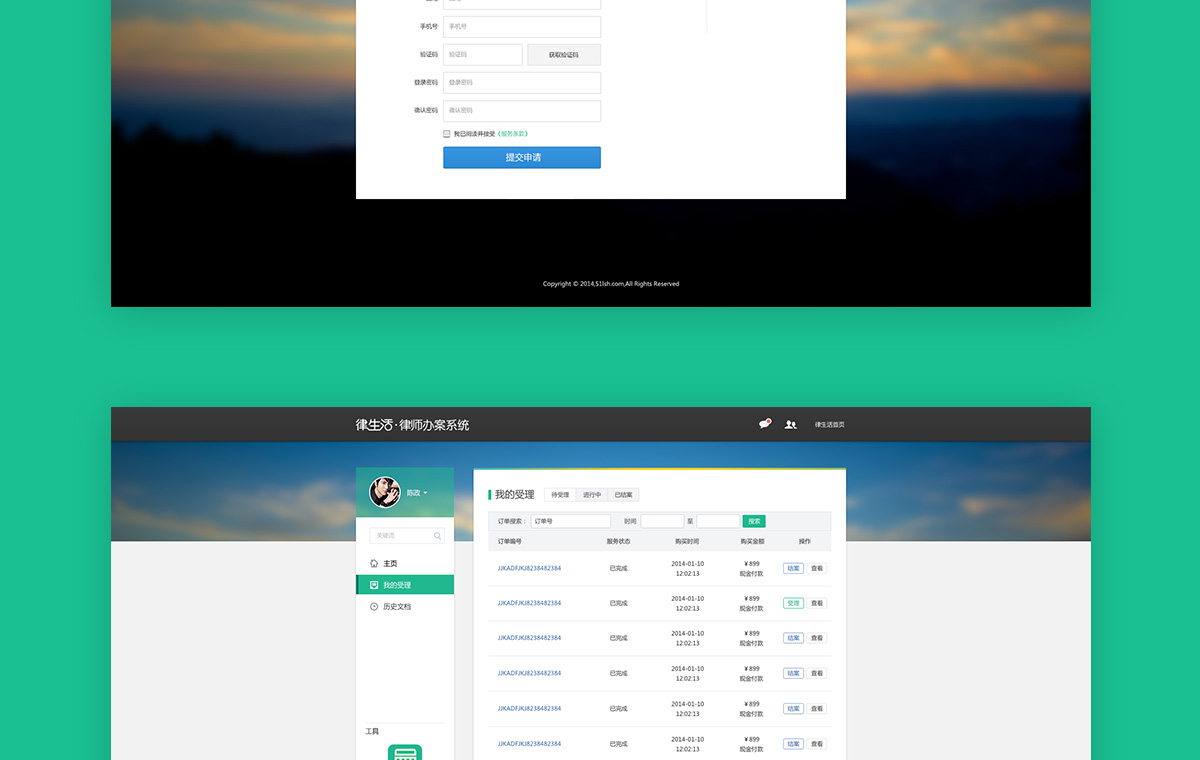 手机号 手机号
验证码 验证码 获取验证码
登录密码 登录密码
确认密码 确认密码
我已阅读并接受《服务条款》
提交申请
Copyright © 2014,51lsh.com,All Rights Reserved
律生活·律师办案系统 律生活首页
陈政
关键词
主页
我的受理
历史文档
工具
我的受理 待受理 进行中 已结案
订单搜索： 订单号 时间 至 搜索
订单编号 服务状态 购买时间 购买金额 操作
JJKADFJKJ8238482384 已完成 2014-01-10 12:02:13 ¥ 899 现金付款 结案 查看
JJKADFJKJ8238482384 已完成 2014-01-10 12:02:13 ¥ 899 现金付款 受理 查看
JJKADFJKJ8238482384 已完成 2014-01-10 12:02:13 ¥ 899 现金付款 结案 查看
JJKADFJKJ8238482384 已完成 2014-01-10 12:02:13 ¥ 899 现金付款 结案 查看
JJKADFJKJ8238482384 已完成 2014-01-10 12:02:13 ¥ 899 现金付款 结案 查看
JJKADFJKJ8238482384 已完成 2014-01-10 12:02:13 ¥ 899 现金付款 结案 查看